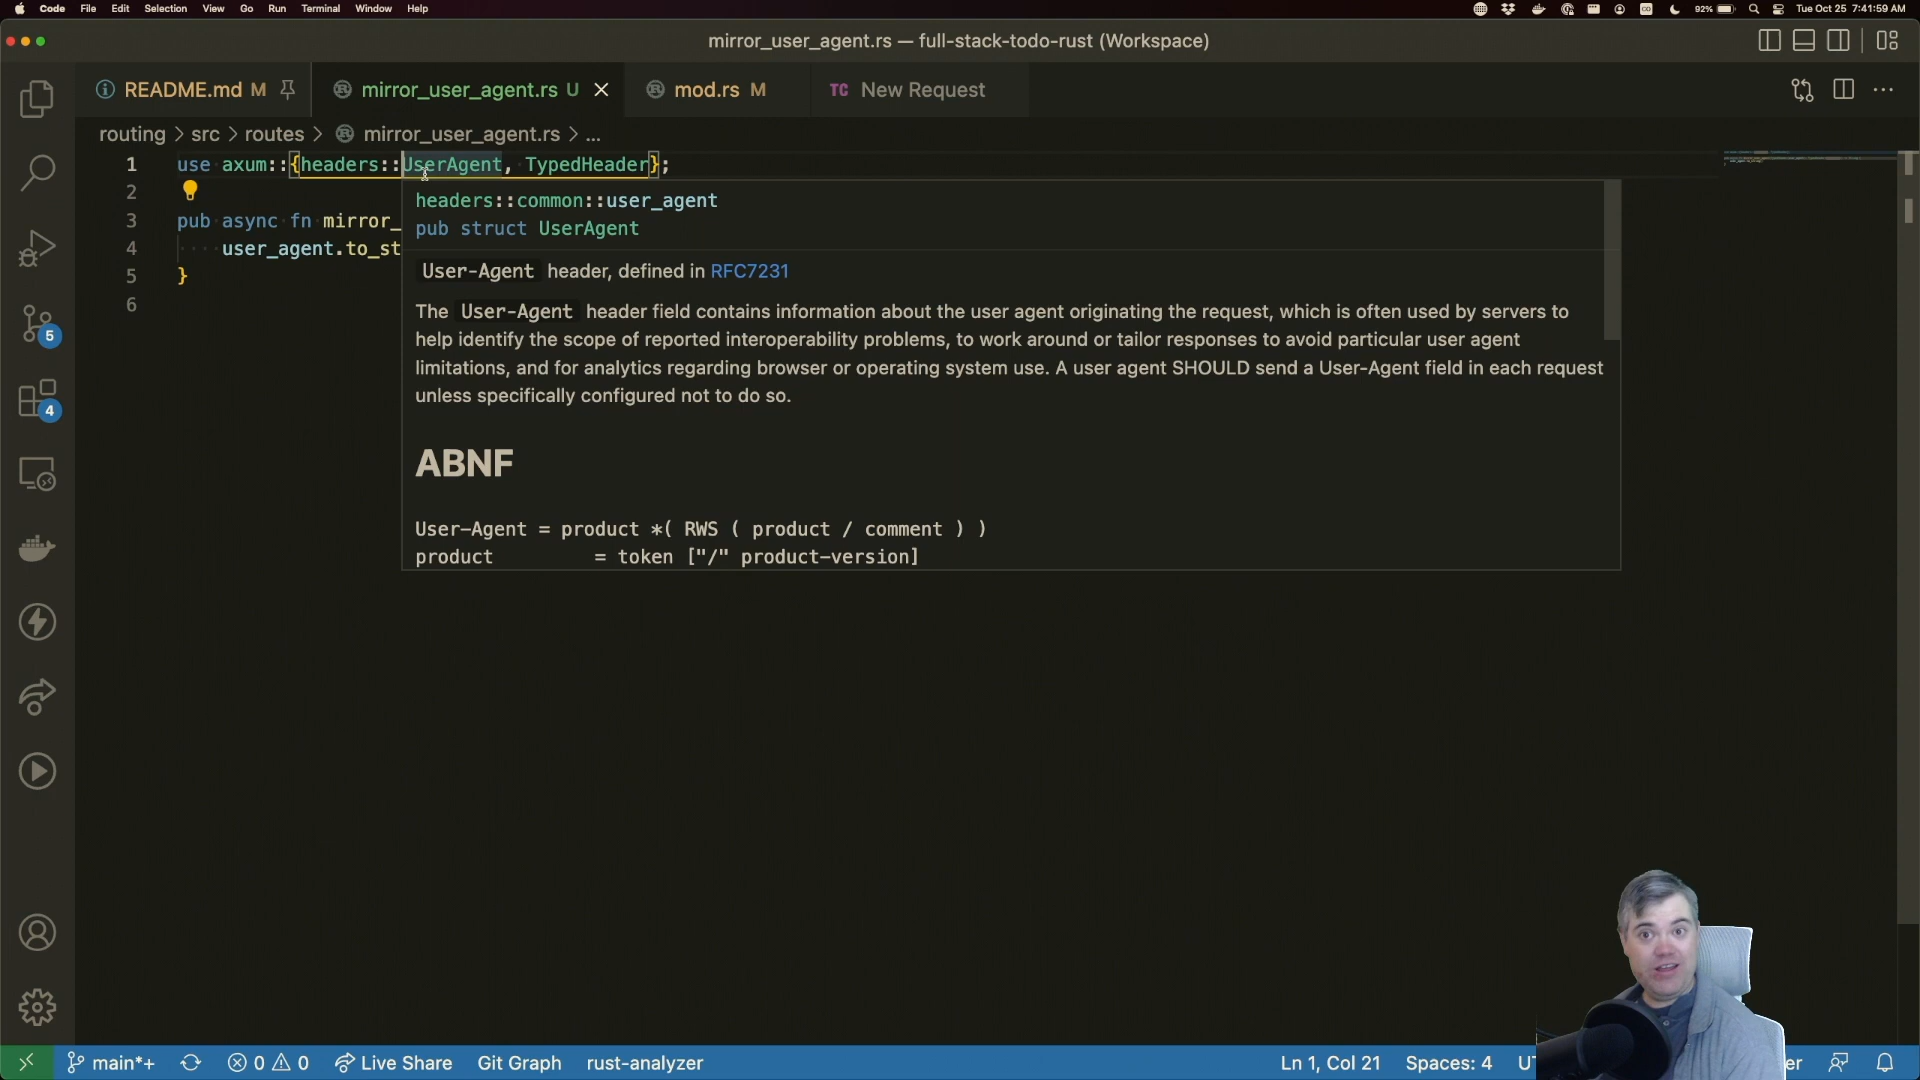 Code File Edit Selection View Go Run Terminal Window Help 92% Tue Oct 25 7:41:59 AM
mirror_user_agent.rs — full-stack-todo-rust (Workspace)
README.md M mirror_user_agent.rs U mod.rs M TC New Request
routing > src > routes > mirror_user_agent.rs > ...
1 use axum::{headers::UserAgent, TypedHeader};
2
headers::common::user_agent
3 pub async fn mirror_
pub struct UserAgent
4 user_agent.to_st
5 }
User-Agent header, defined in RFC7231
6
The User-Agent header field contains information about the user agent originating the request, which is often used by servers to
help identify the scope of reported interoperability problems, to work around or tailor responses to avoid particular user agent
limitations, and for analytics regarding browser or operating system use. A user agent SHOULD send a User-Agent field in each request
unless specifically configured not to do so.
5
4
ABNF
User-Agent = product *( RWS ( product / comment ) )
product = token ["/" product-version]
main*+ 0 0 Live Share Git Graph rust-analyzer Ln 1, Col 21 Spaces: 4